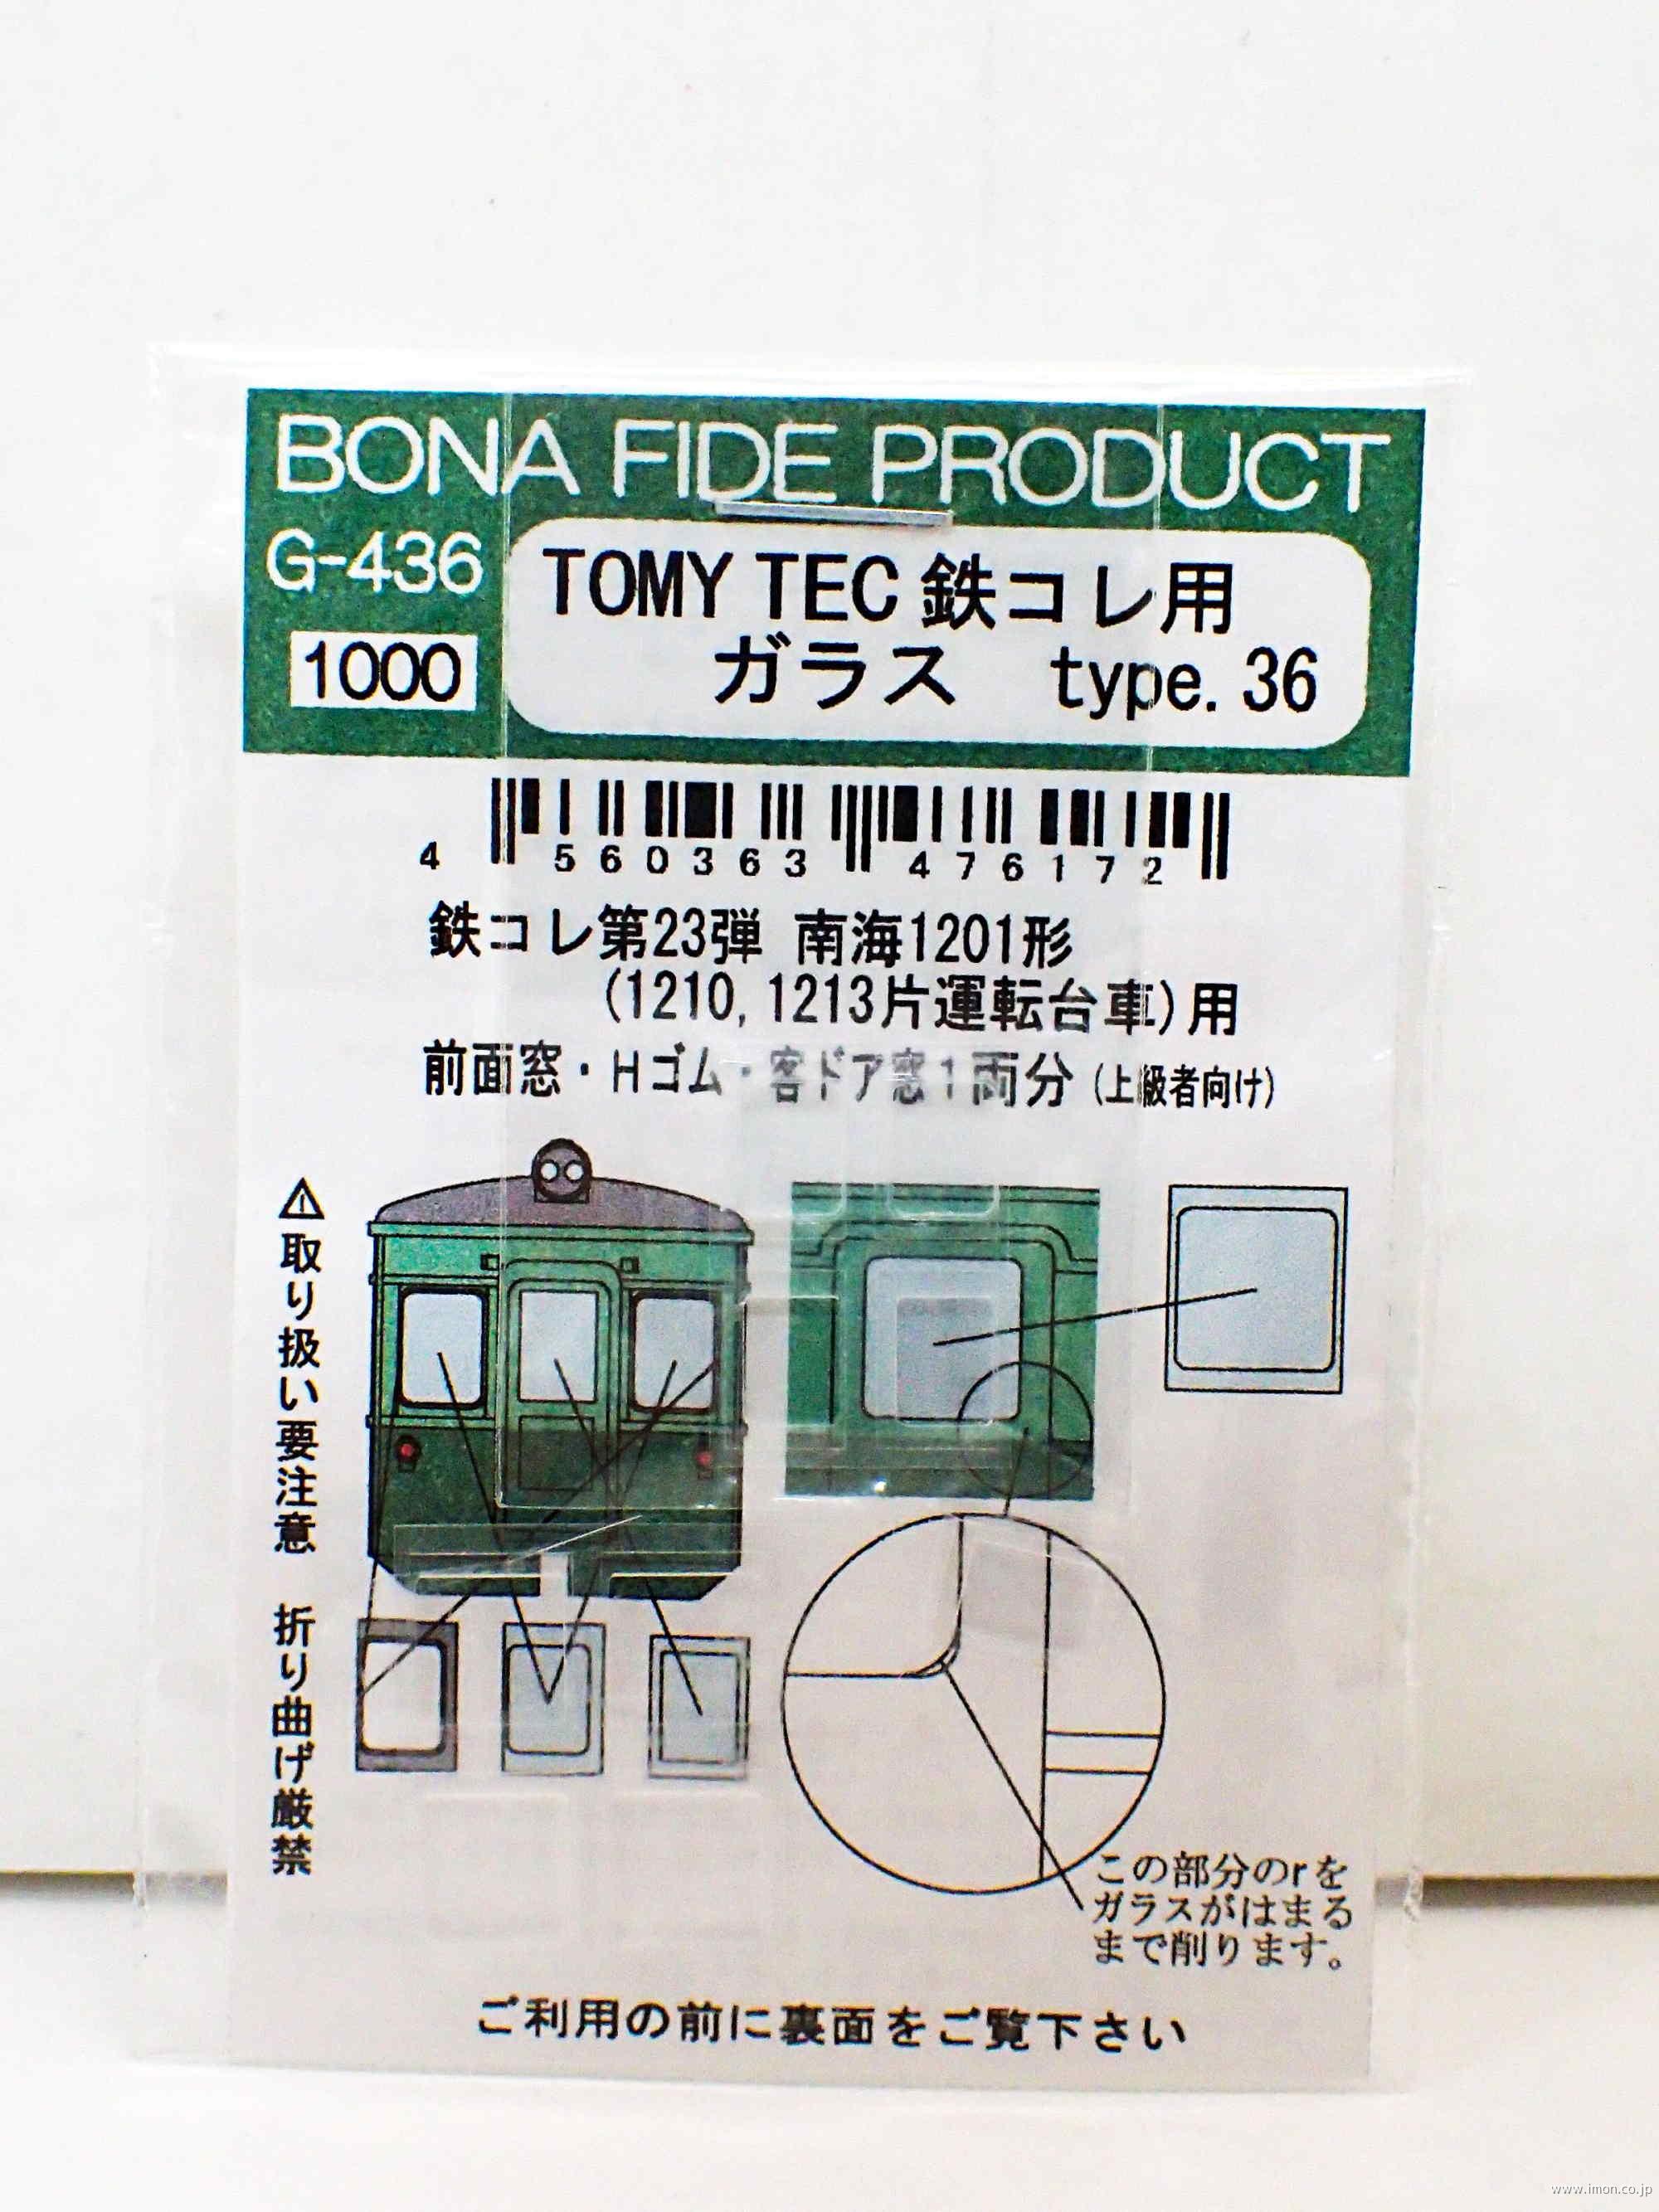 BONA FIDE PRODUCT
G-436
1000
TOMY TEC 鉄コレ用
ガラス type. 36
4 560363 476172
鉄コレ第23弾 南海1201形
(1210, 1213片運転台車)用
前面窓・Hゴム・客ドア窓1両分(上級者向け)
⚠取り扱い要注意 折り曲げ厳禁
この部分のrを
ガラスがはまる
まで削ります。
ご利用の前に裏面をご覧下さい
www.imon.co.jp